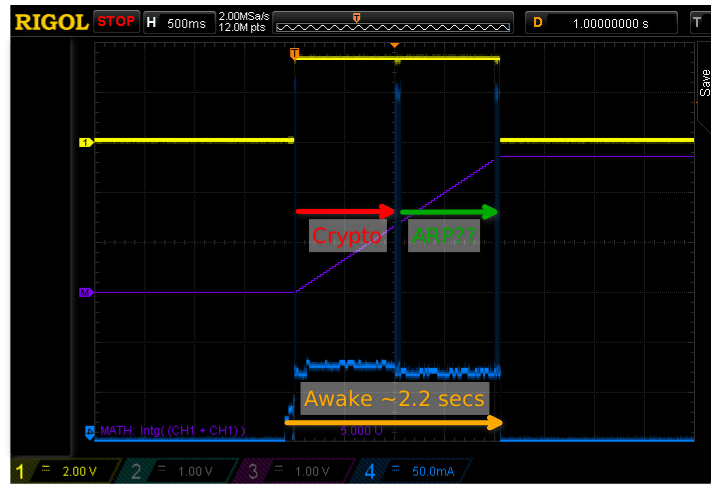 RIGOL STOP H 500ms 2.00MSa/s 12.0M pts T D 1.00000000 s T
T
Save
1
Crypto ARP??
M
Awake ~2.2 secs
MATH: Intg( (CH1 + CH1) ) 5.000 U
1 2.00 V 2 1.00 V 3 1.00 V 4 50.0mA